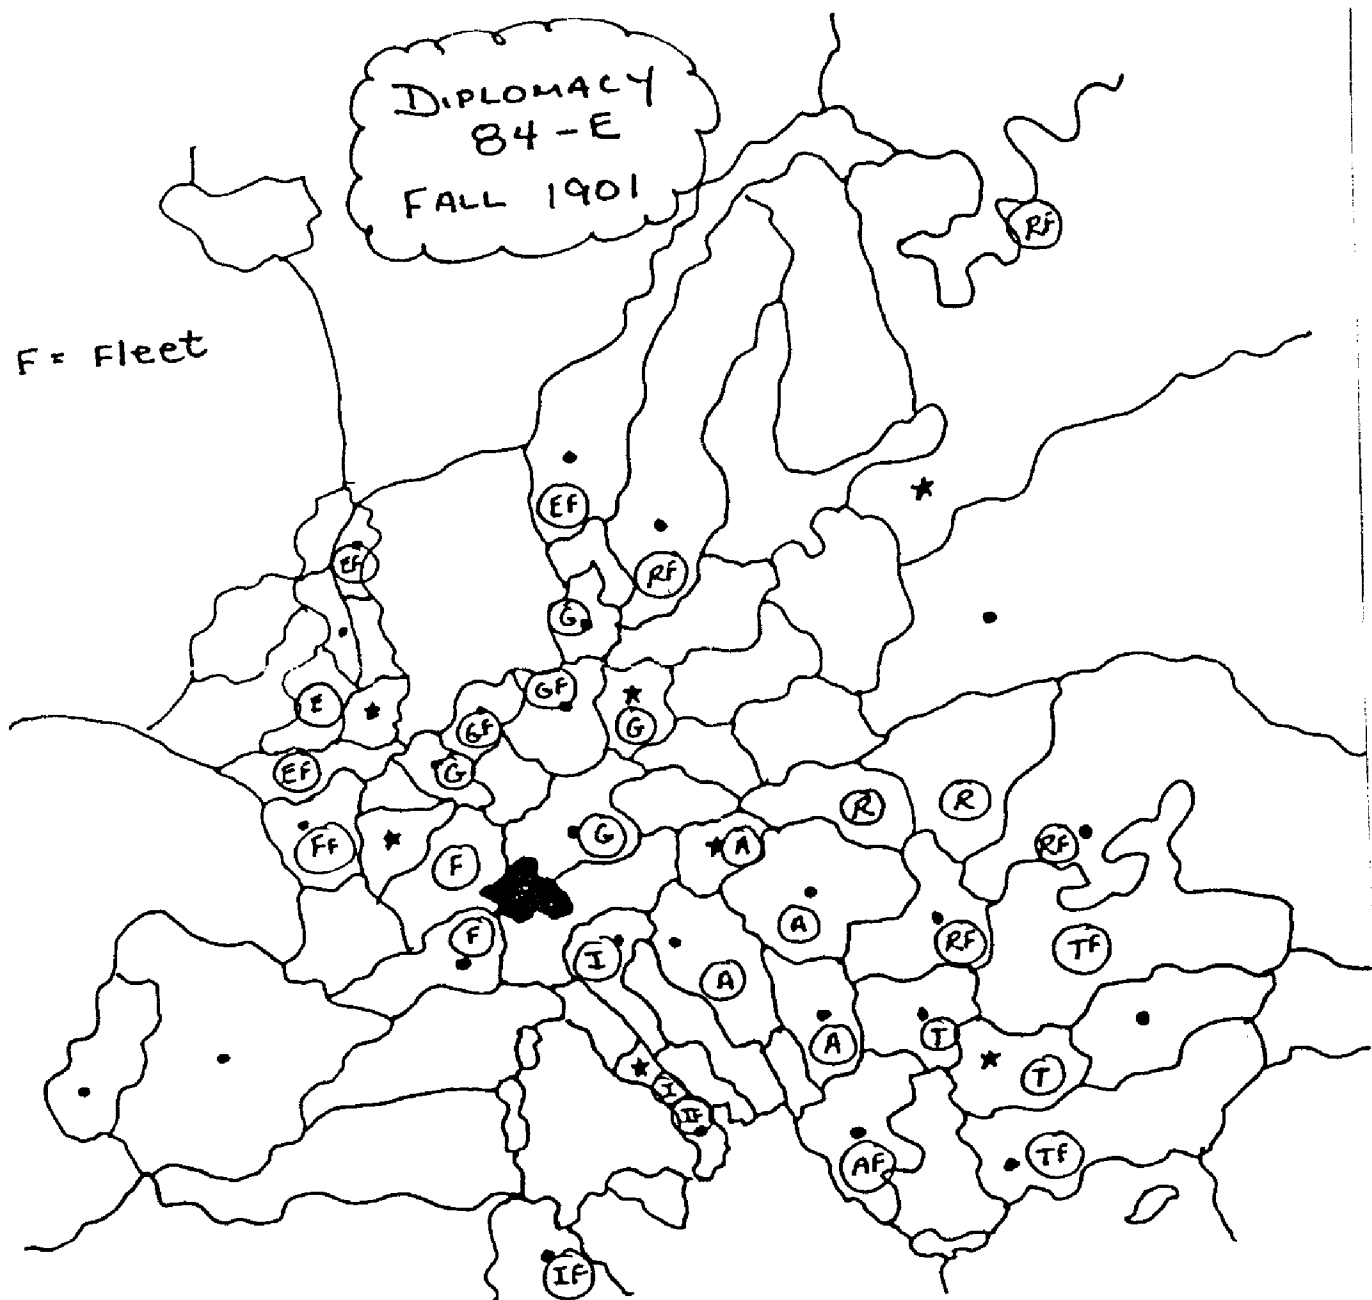 DIPLOMACY
84-E
FALL 1901
RF
F = Fleet
EF
EF
RF
G
GF
E
GF
G
EF
G
R
R
FF
G
A
RF
F
F
A
RF
TF
I
A
A
T
I
T
IF
AF
TF
IF